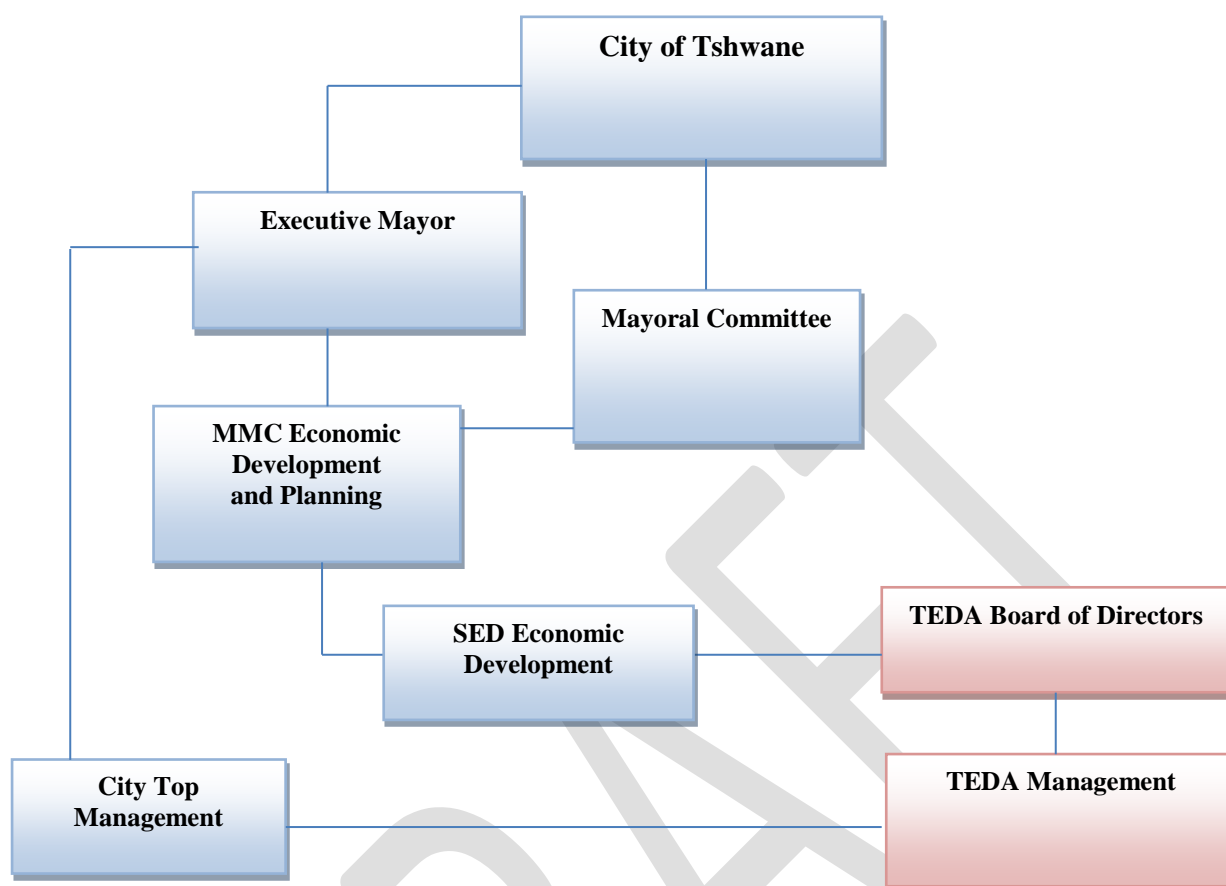 City of Tshwane
Executive Mayor
Mayoral Committee
MMC Economic
Development
and Planning
SED Economic
Development
TEDA Board of Directors
City Top
Management
TEDA Management
DRAFT